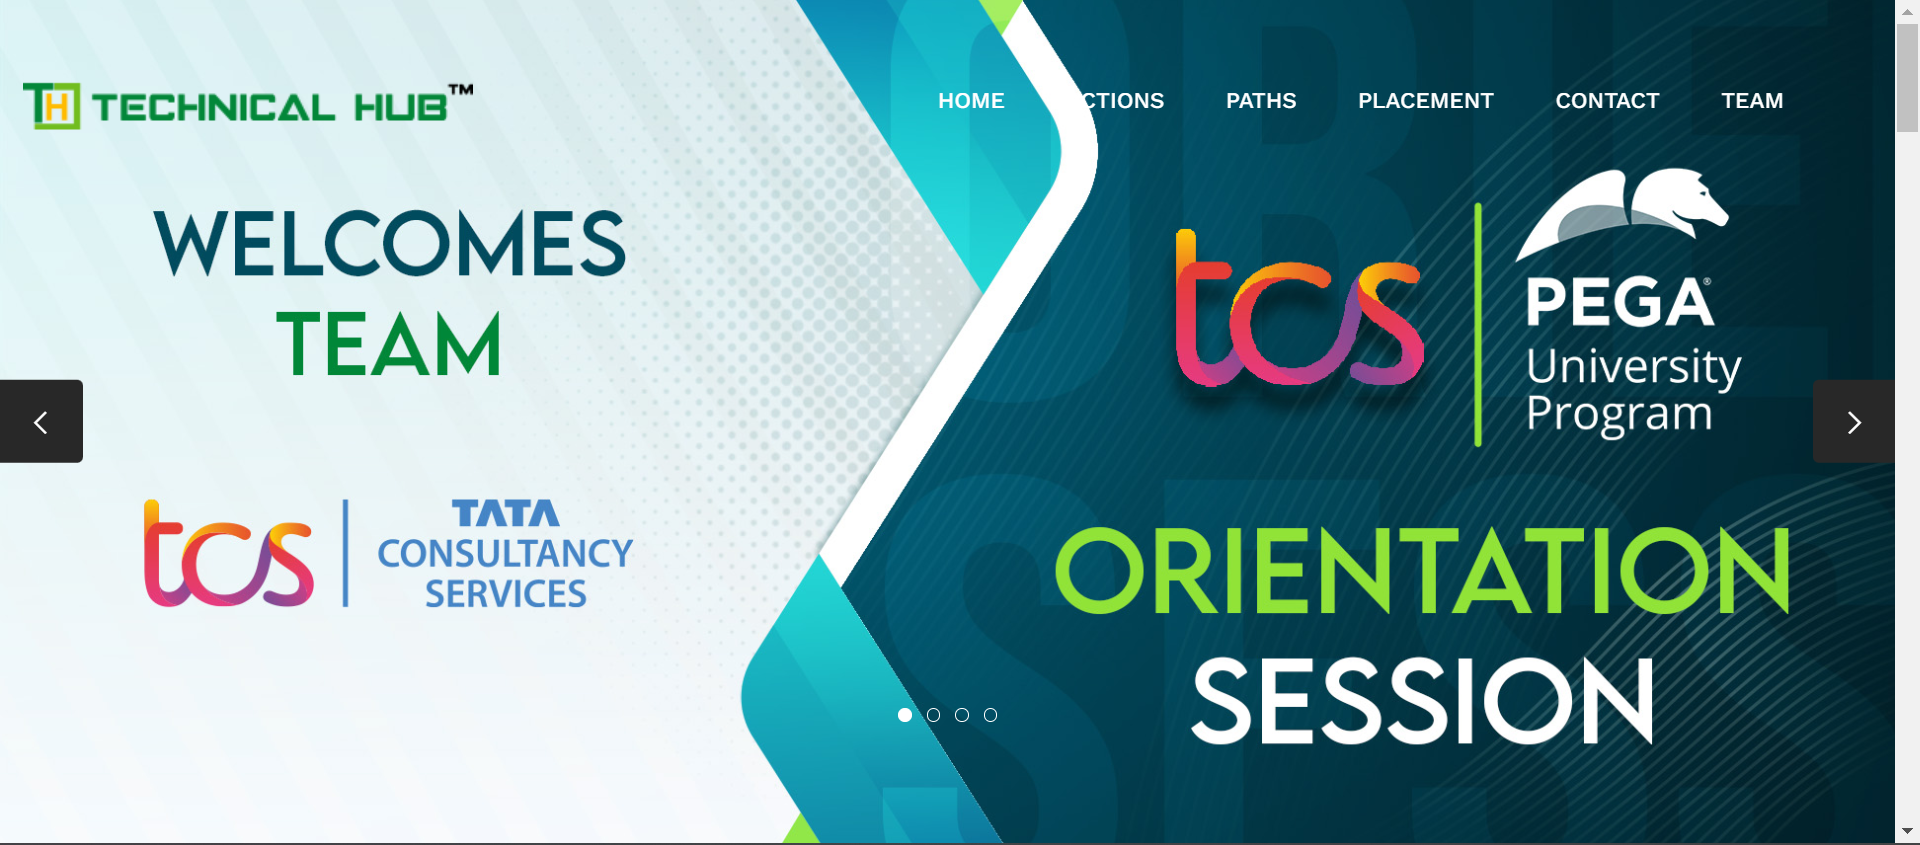 TH TECHNICAL HUB™
HOME
CTIONS
PATHS
PLACEMENT
CONTACT
TEAM
WELCOMES
TEAM
tcs
TATA
CONSULTANCY
SERVICES
tcs
PEGA®
University
Program
ORIENTATION
SESSION